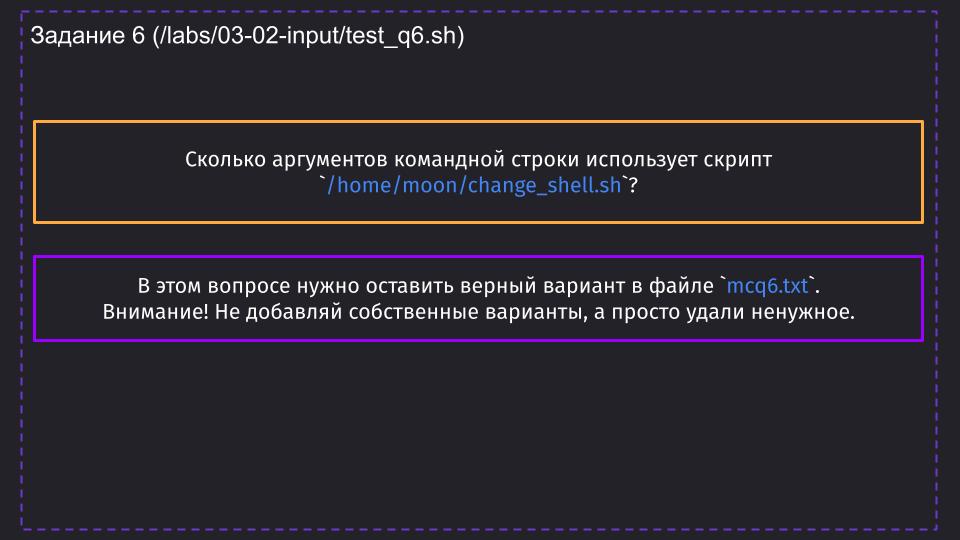 Задание 6 (/labs/03-02-input/test_q6.sh)
Сколько аргументов командной строки использует скрипт
`/home/moon/change_shell.sh`?
В этом вопросе нужно оставить верный вариант в файле `mcq6.txt`.
Внимание! Не добавляй собственные варианты, а просто удали ненужное.